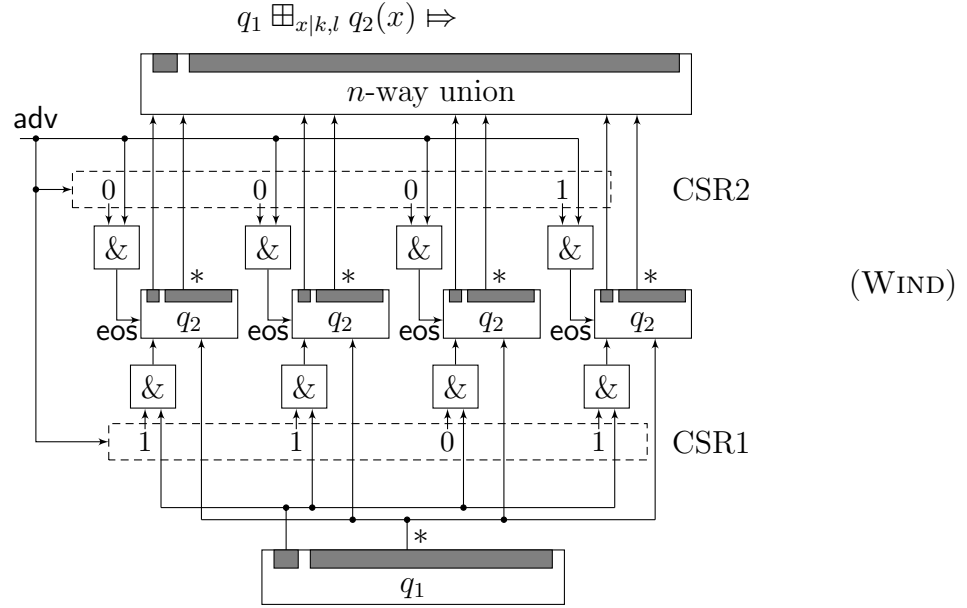 q₁ ⊞ₓ|ₖ,ₗ q₂(x) ⤇
n-way union
adv
0 0 0 1 CSR2
& & & &
* * * *
(WIND)
q₂ q₂ q₂ q₂
eos eos eos eos
& & & &
1 1 0 1 CSR1
*
q₁